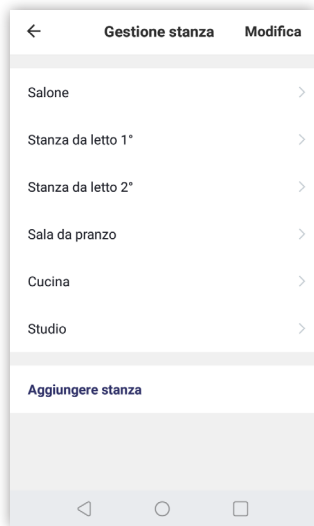 Gestione stanza Modifica
Salone
Stanza da letto 1°
Stanza da letto 2°
Sala da pranzo
Cucina
Studio
Aggiungere stanza